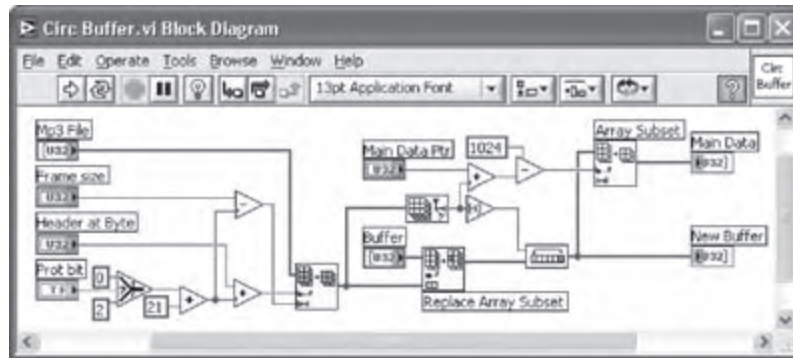 Circ Buffer.vi Block Diagram
File Edit Operate Tools Browse Window Help
13pt Application Font
Circ
Buffer
Mp3 File
[U32]
Frame size
U32
Header at Byte
U32
Prot bit
TF
0
2
21
Main Data Ptr
U32
1024
Buffer
[U32]
Replace Array Subset
Array Subset
Main Data
[U32]
New Buffer
[U32]